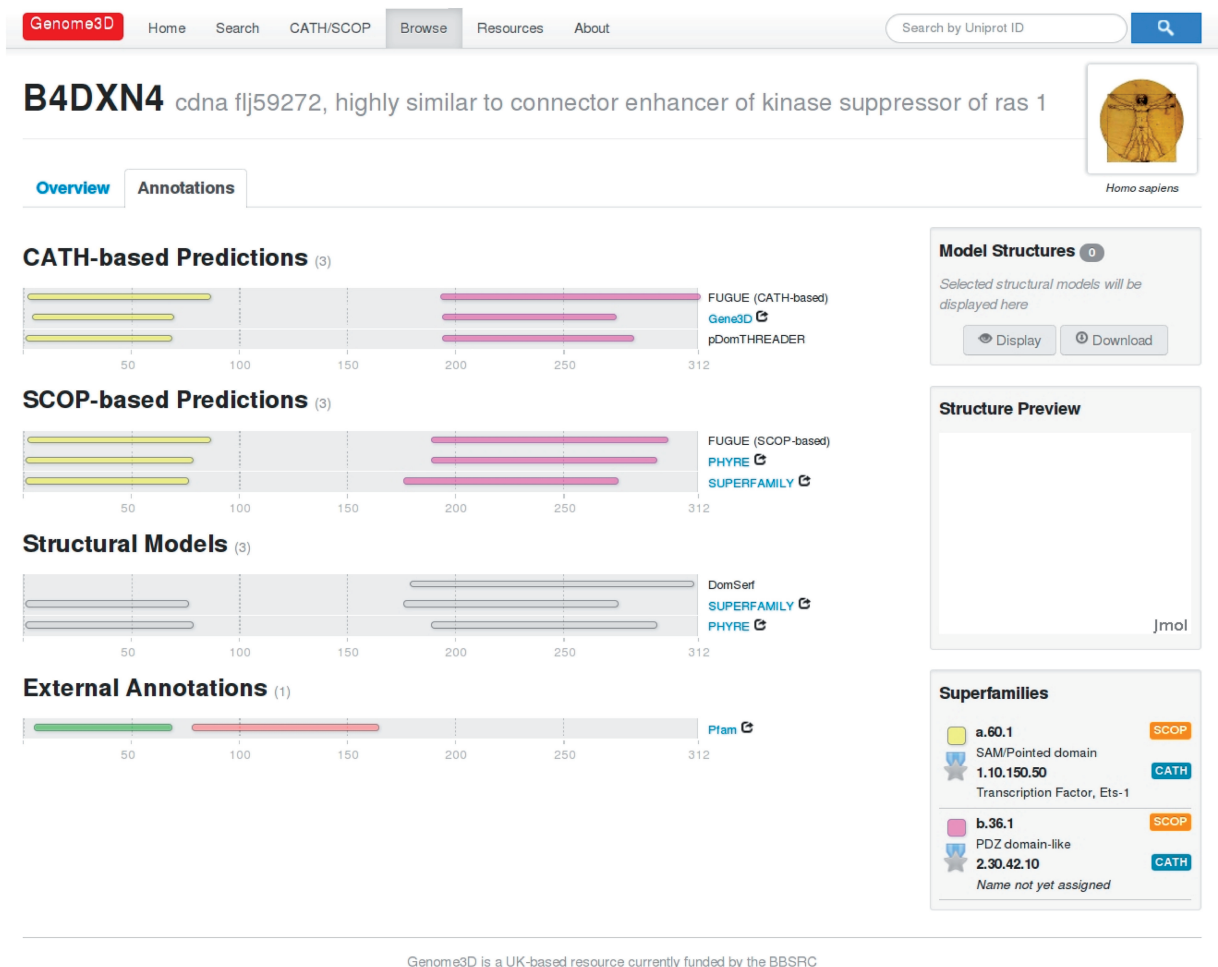 Genome3D Home Search CATH/SCOP Browse Resources About Search by Uniprot ID
B4DXN4 cdna flj59272, highly similar to connector enhancer of kinase suppressor of ras 1
Homo sapiens
Overview Annotations
CATH-based Predictions (3)
FUGUE (CATH-based)
Gene3D
pDomTHREADER
50 100 150 200 250 312
SCOP-based Predictions (3)
FUGUE (SCOP-based)
PHYRE
SUPERFAMILY
50 100 150 200 250 312
Structural Models (3)
DomSerf
SUPERFAMILY
PHYRE
50 100 150 200 250 312
External Annotations (1)
Pfam
50 100 150 200 250 312
Model Structures 0
Selected structural models will be
displayed here
Display Download
Structure Preview
Jmol
Superfamilies
a.60.1 SCOP
SAM/Pointed domain
1.10.150.50 CATH
Transcription Factor, Ets-1
b.36.1 SCOP
PDZ domain-like
2.30.42.10 CATH
Name not yet assigned
Genome3D is a UK-based resource currently funded by the BBSRC